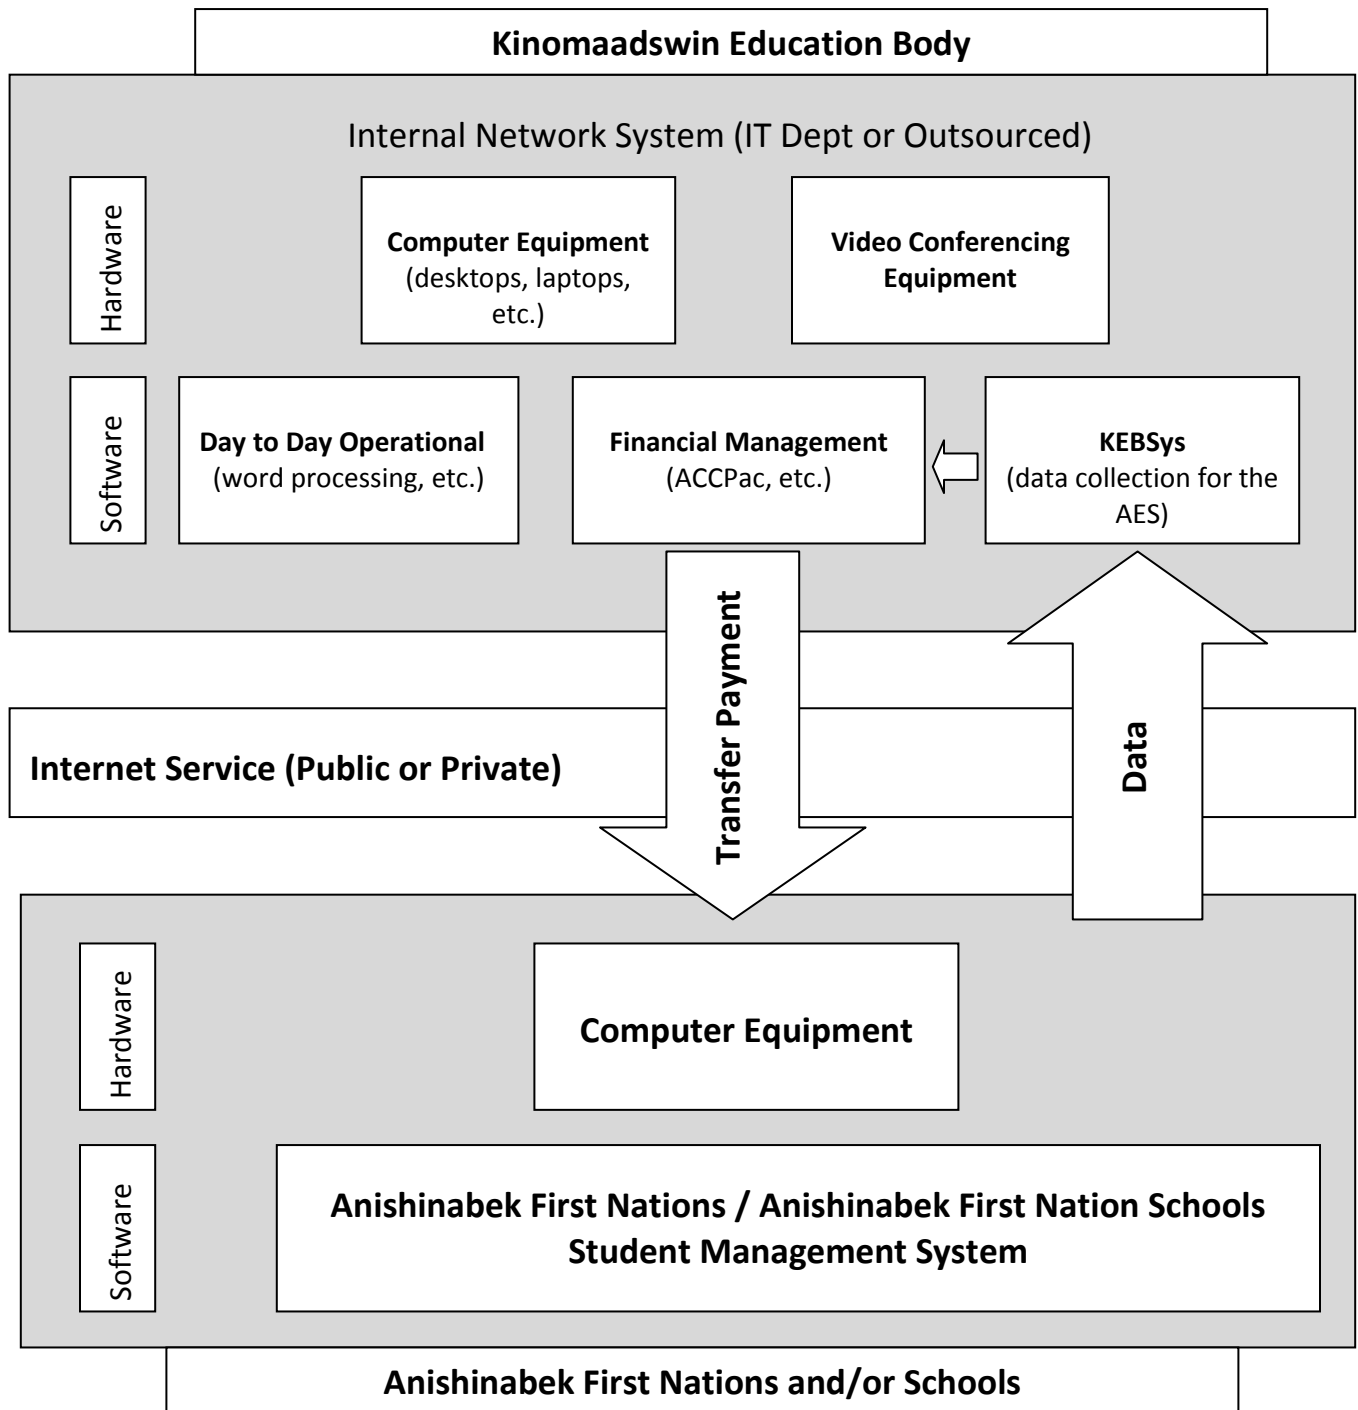 Kinomaadswin Education Body
Internal Network System (IT Dept or Outsourced)
Hardware
Computer Equipment
(desktops, laptops,
etc.)
Video Conferencing
Equipment
Software
Day to Day Operational
(word processing, etc.)
Financial Management
(ACCPac, etc.)
KEBSys
(data collection for the
AES)
Transfer Payment
Data
Internet Service (Public or Private)
Hardware
Computer Equipment
Software
Anishinabek First Nations / Anishinabek First Nation Schools
Student Management System
Anishinabek First Nations and/or Schools